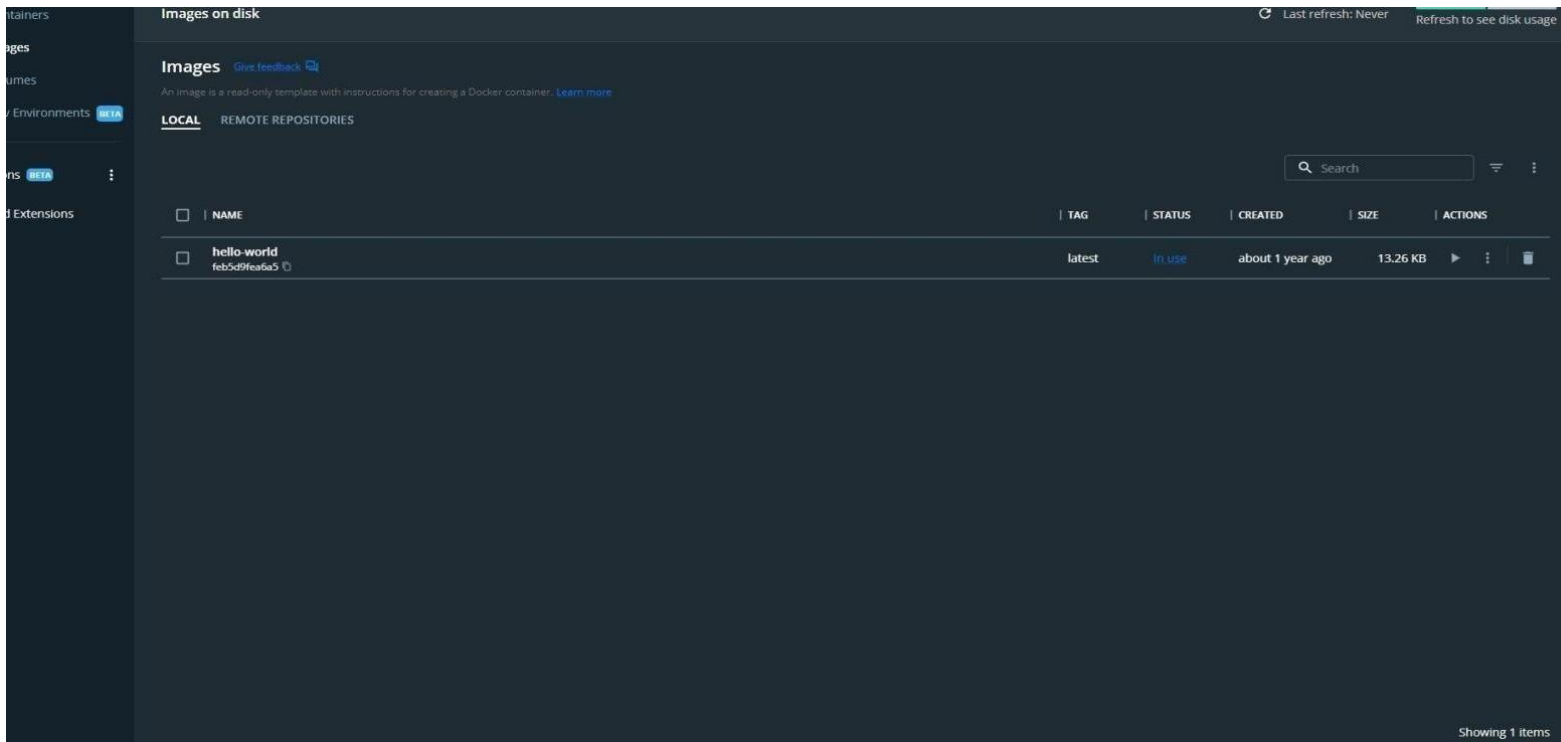 ntainers
ages
umes
v Environments BETA
ons BETA
d Extensions
Images on disk
Last refresh: Never
Refresh to see disk usage
Images Give feedback
An image is a read-only template with instructions for creating a Docker container. Learn more
LOCAL REMOTE REPOSITORIES
Search
NAME TAG STATUS CREATED SIZE ACTIONS
hello-world latest In use about 1 year ago 13.26 KB
feb5d9fea6a5
Showing 1 items